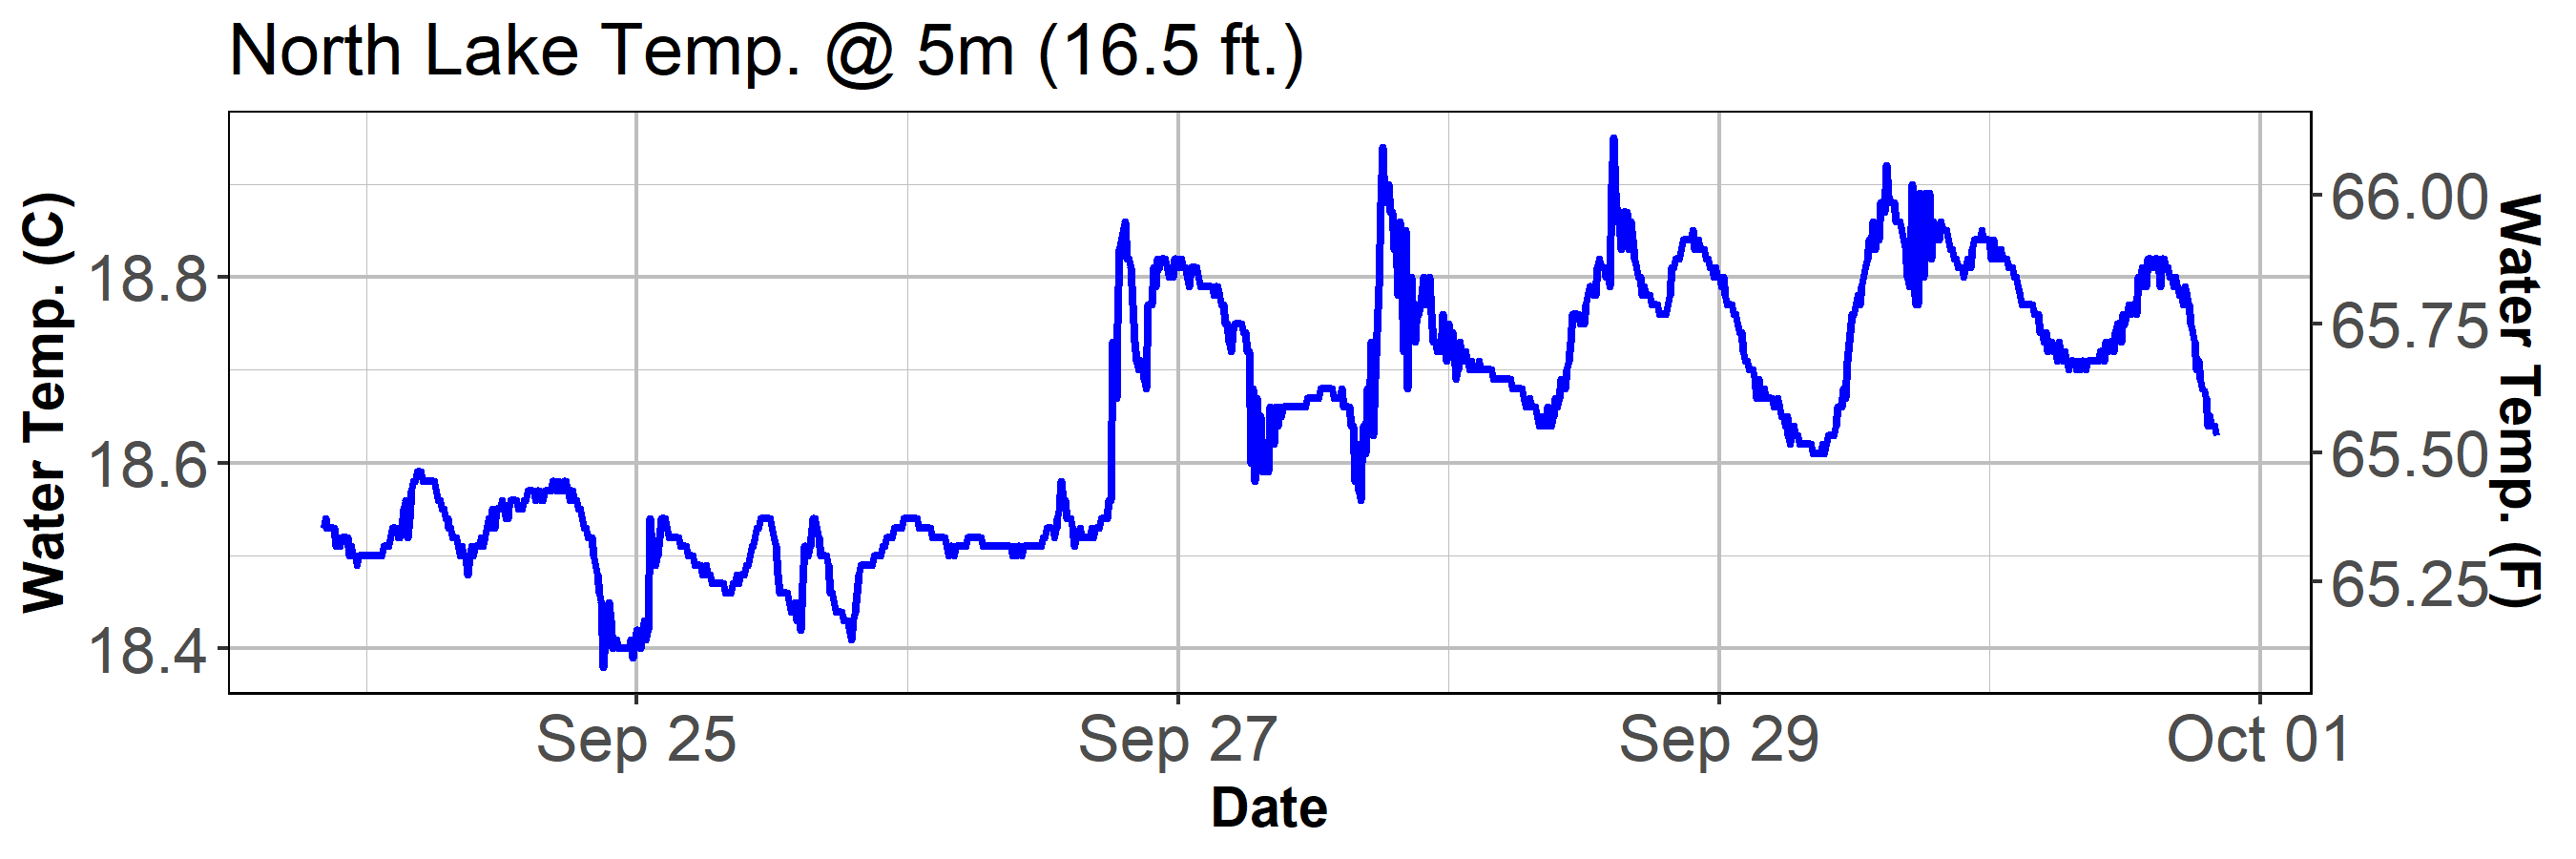 North Lake Temp. @ 5m (16.5 ft.)
Water Temp. (C)
18.8
18.6
18.4
66.00
65.75
65.50
65.25
Water Temp. (F)
Sep 25
Sep 27
Sep 29
Oct 01
Date